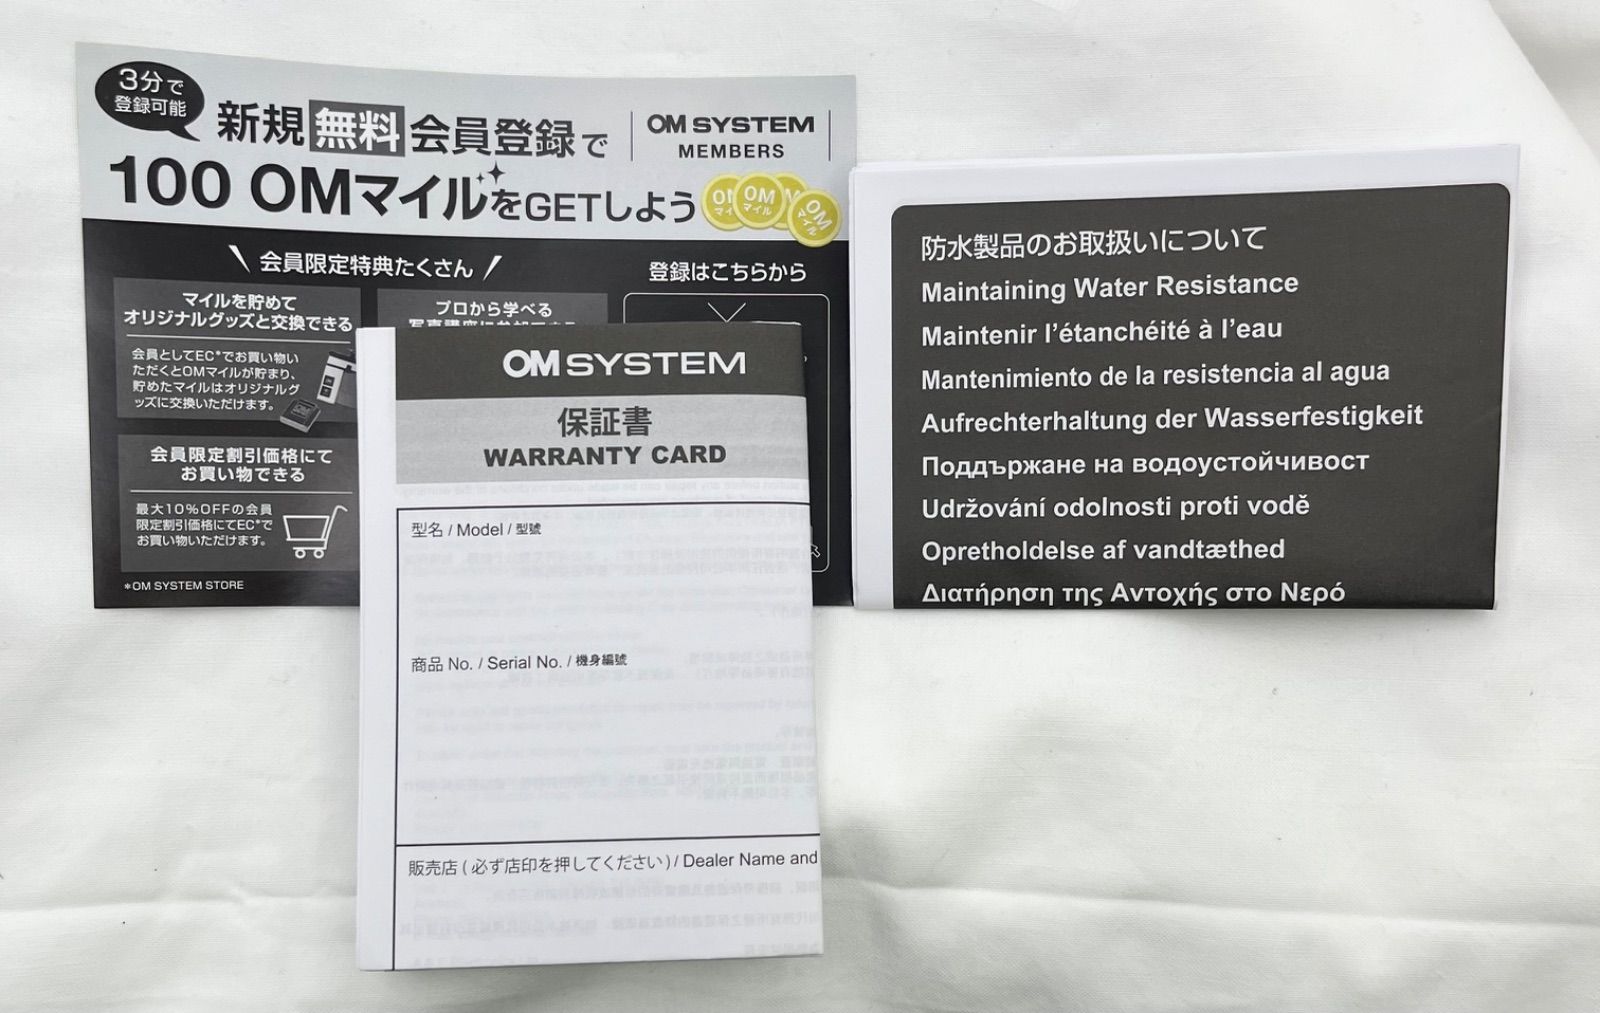 3分で
登録可能
新規無料会員登録で
100 OMマイルをGETしよう
OM SYSTEM
MEMBERS
OM
マイル
OM
マイル
会員限定特典たくさん
登録はこちらから
マイルを貯めて
オリジナルグッズと交換できる
会員としてEC*でお買い物い
ただくとOMマイルが貯まり、
貯めたマイルはオリジナルグ
ッズに交換いただけます。
プロから学べる
会員限定割引価格にて
お買い物できる
最大10%OFFの会員
限定割引価格にてEC*で
お買い物いただけます。
*OM SYSTEM STORE
OM SYSTEM
保証書
WARRANTY CARD
型名 / Model / 型號
商品 No. / Serial No. / 機身編號
販売店 ( 必ず店印を押してください ) / Dealer Name and
防水製品のお取扱いについて
Maintaining Water Resistance
Maintenir l’étanchéité à l’eau
Mantenimiento de la resistencia al agua
Aufrechterhaltung der Wasserfestigkeit
Поддържане на водоустойчивост
Udržování odolnosti proti vodě
Opretholdelse af vandtæthed
Διατήρηση της Αντοχής στο Νερό